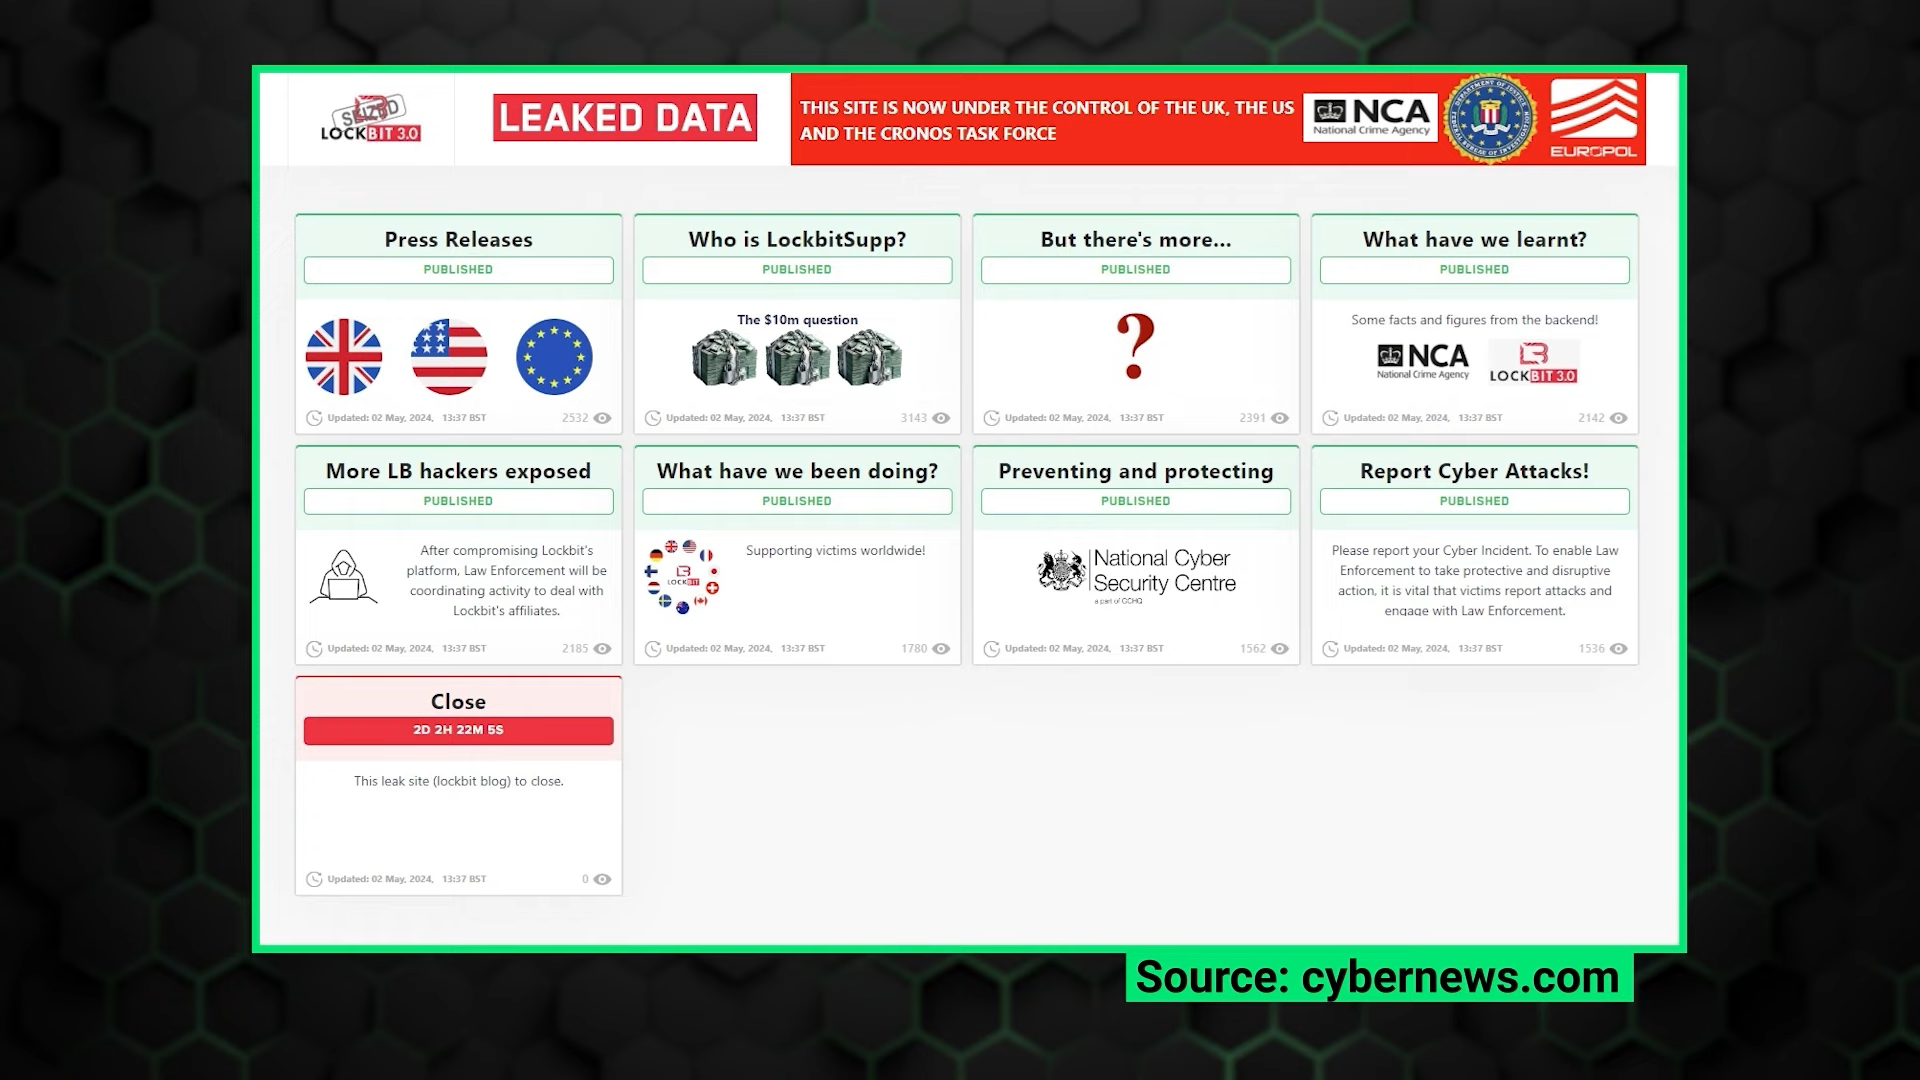 SEIZED
LOCKBIT 3.0
LEAKED DATA
THIS SITE IS NOW UNDER THE CONTROL OF THE UK, THE US
AND THE CRONOS TASK FORCE
NCA
National Crime Agency
DEPARTMENT OF JUSTICE
FEDERAL BUREAU OF INVESTIGATION
EUROPOL
Press Releases
PUBLISHED
Updated: 02 May, 2024, 13:37 BST 2532
Who is LockbitSupp?
PUBLISHED
The $10m question
Updated: 02 May, 2024, 13:37 BST 3143
But there's more...
PUBLISHED
?
Updated: 02 May, 2024, 13:37 BST 2391
What have we learnt?
PUBLISHED
Some facts and figures from the backend!
NCA
National Crime Agency
LOCKBIT 3.0
Updated: 02 May, 2024, 13:37 BST 2142
More LB hackers exposed
PUBLISHED
After compromising Lockbit's
platform, Law Enforcement will be
coordinating activity to deal with
Lockbit's affiliates.
Updated: 02 May, 2024, 13:37 BST 2185
What have we been doing?
PUBLISHED
LOCKBIT
Supporting victims worldwide!
Updated: 02 May, 2024, 13:37 BST 1780
Preventing and protecting
PUBLISHED
National Cyber
Security Centre
a part of GCHQ
Updated: 02 May, 2024, 13:37 BST 1562
Report Cyber Attacks!
PUBLISHED
Please report your Cyber Incident. To enable Law
Enforcement to take protective and disruptive
action, it is vital that victims report attacks and
engage with Law Enforcement.
Updated: 02 May, 2024, 13:37 BST 1536
Close
2D 2H 22M 5S
This leak site (lockbit blog) to close.
Updated: 02 May, 2024, 13:37 BST 0
Source: cybernews.com